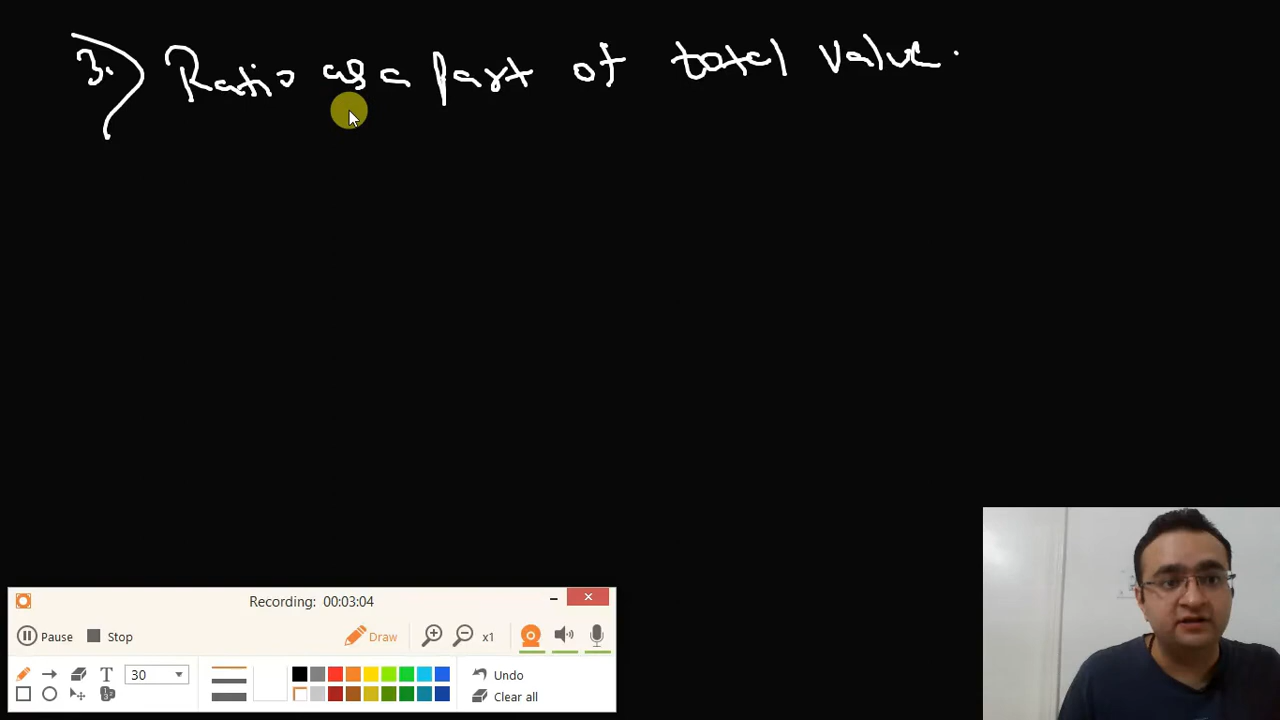 3.) Ratio as a part of total value.
Recording: 00:03:04
Pause Stop Draw x1
T 30 Undo
Clear all